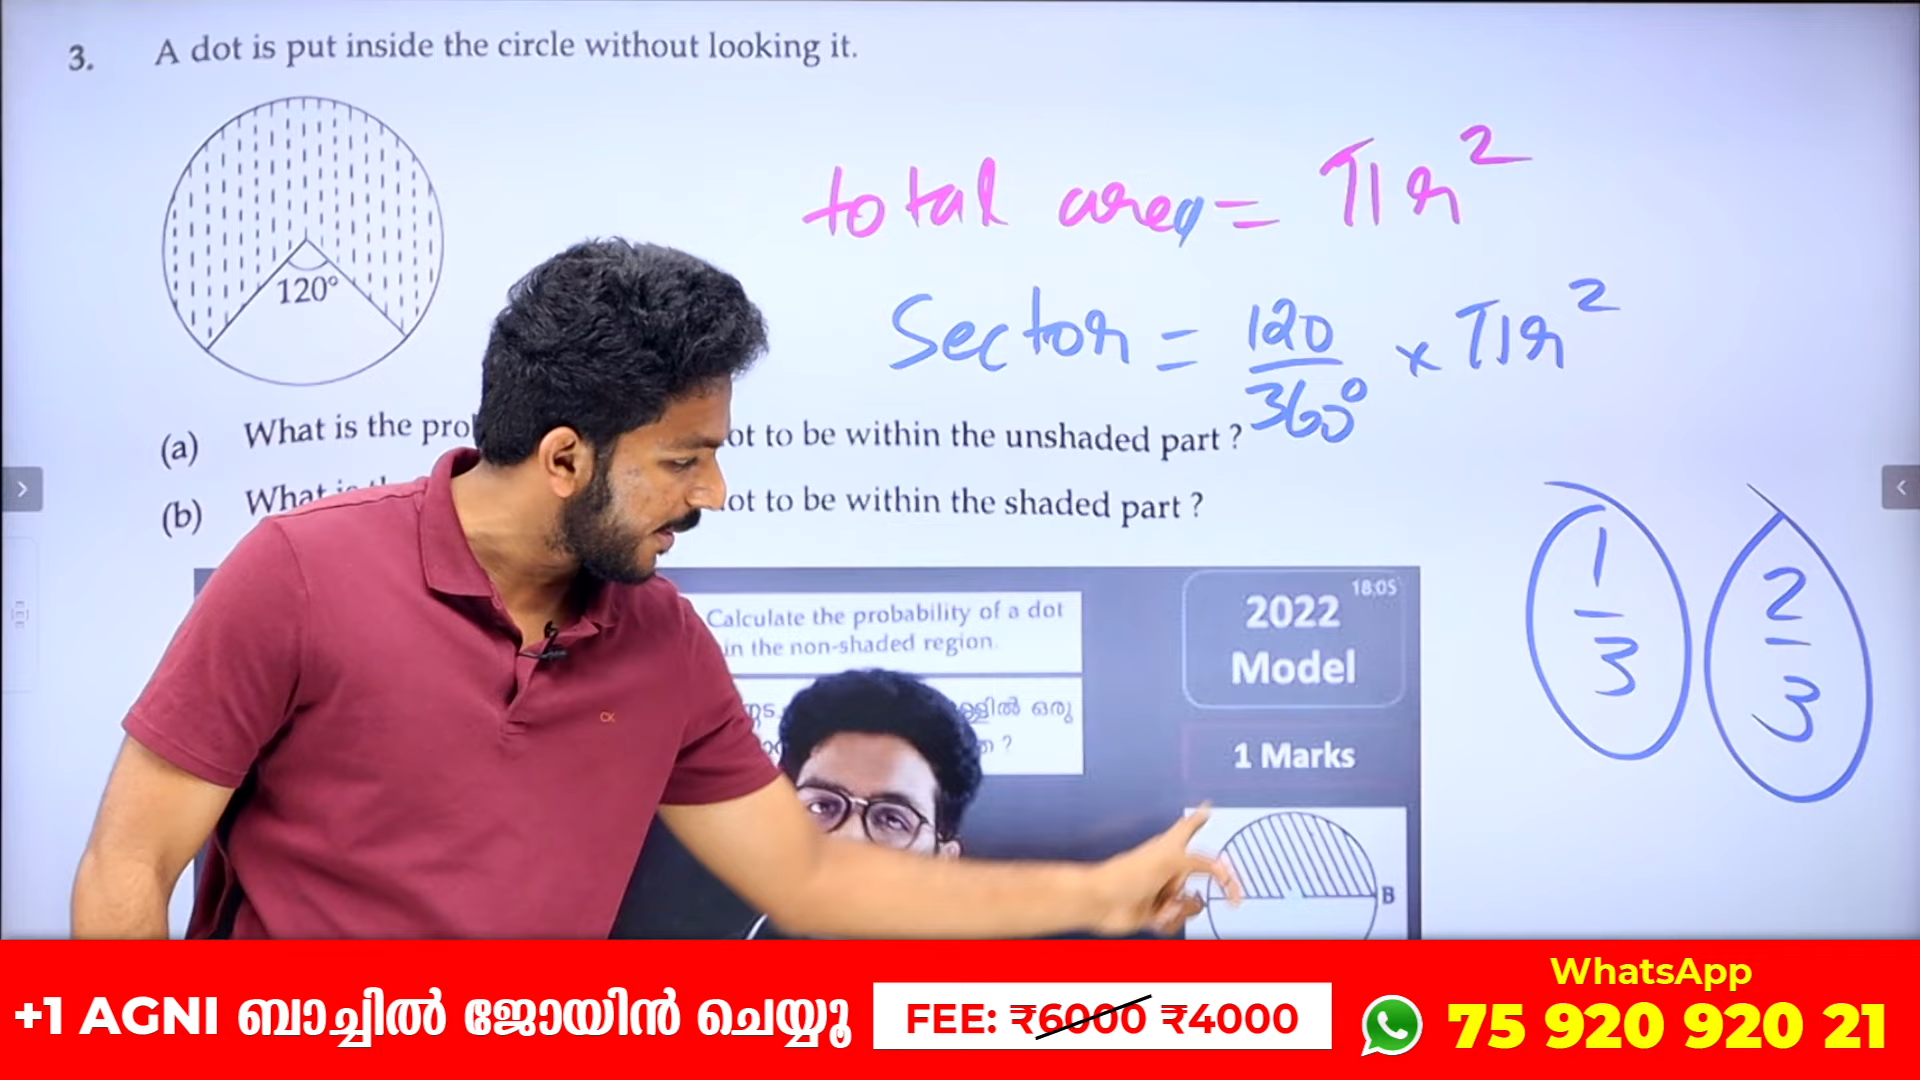 3. A dot is put inside the circle without looking it.
120°
total area = πr²
Sector = 120/360° × πr²
(a) What is the pro ot to be within the unshaded part ?
(b) What ot to be within the shaded part ?
1/3
2/3
18:05
Calculate the probability of a dot
in the non-shaded region.
2022
Model
ളിൽ ഒരു
1 Marks
B
CK
+1 AGNI ബാച്ചിൽ ജോയിൻ ചെയ്യൂ
FEE: ₹6000 ₹4000
WhatsApp
75 920 920 21